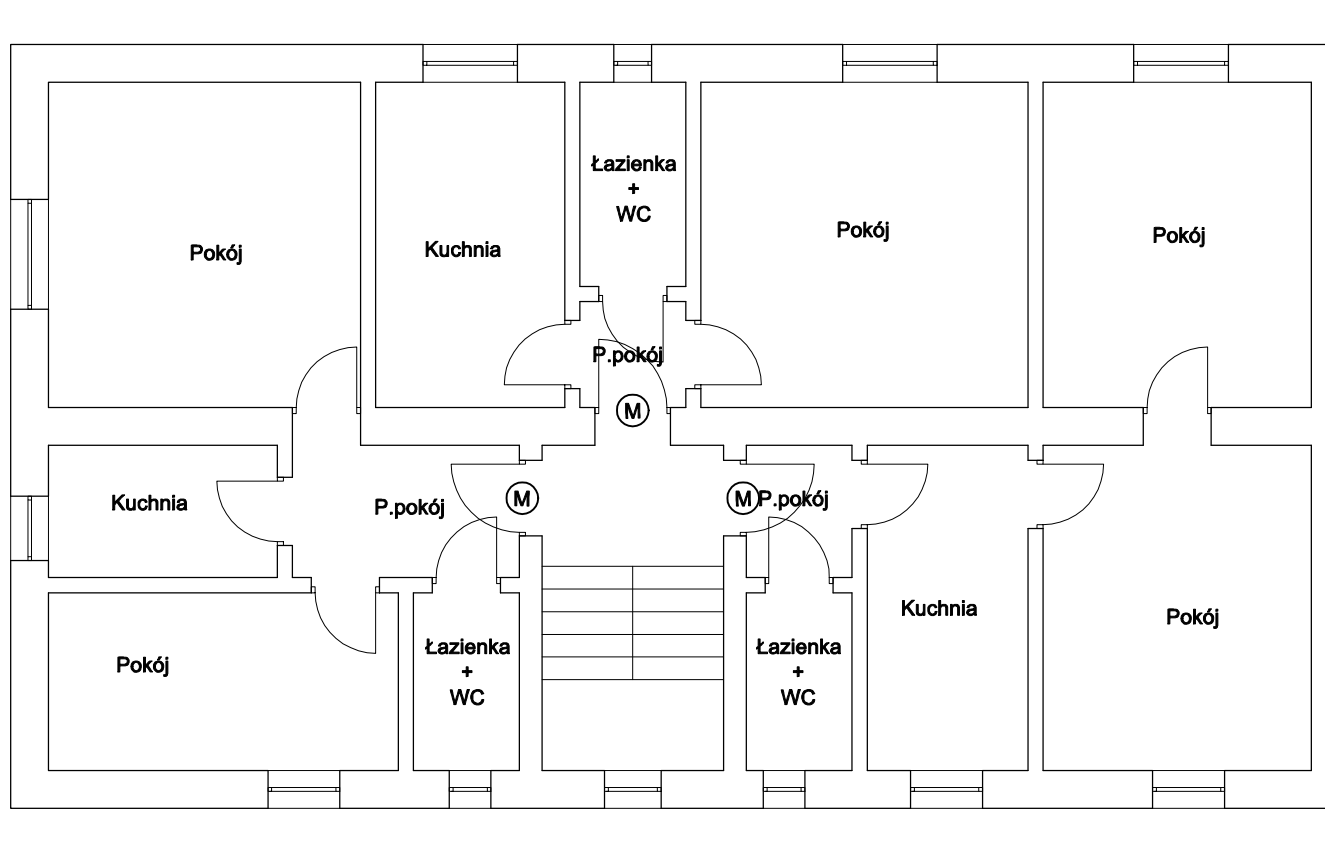 Łazienka
+
WC
Pokój
Pokój
Kuchnia
Pokój
P.pokój
M
Kuchnia
P.pokój
M
M
P.pokój
Kuchnia
Pokój
Pokój
Łazienka
+
WC
Łazienka
+
WC